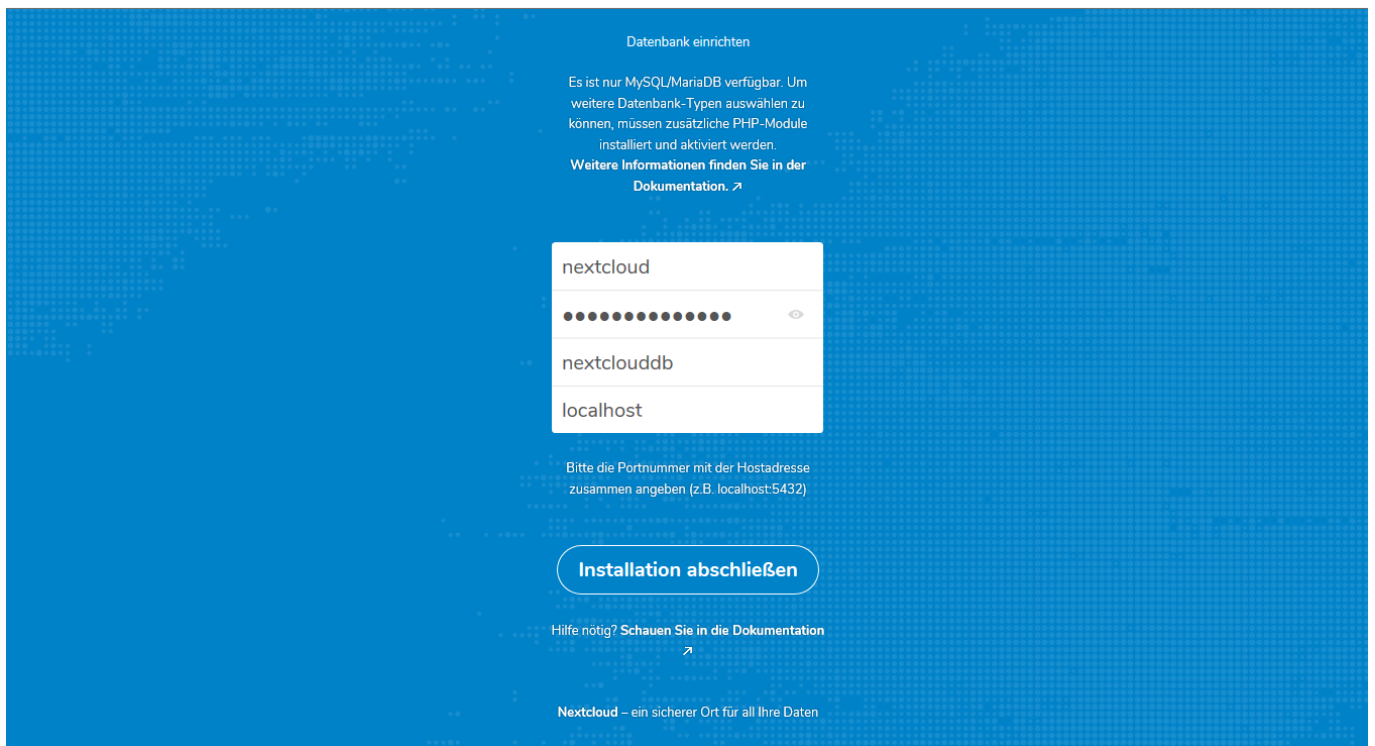 Datenbank einrichten
Es ist nur MySQL/MariaDB verfügbar. Um
weitere Datenbank-Typen auswählen zu
können, müssen zusätzliche PHP-Module
installiert und aktiviert werden.
Weitere Informationen finden Sie in der
Dokumentation. ↗
nextcloud
●●●●●●●●●●●●●●
nextclouddb
localhost
Bitte die Portnummer mit der Hostadresse
zusammen angeben (z.B. localhost:5432)
Installation abschließen
Hilfe nötig? Schauen Sie in die Dokumentation
↗
Nextcloud – ein sicherer Ort für all Ihre Daten